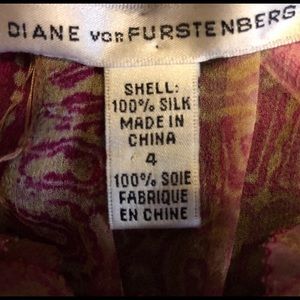 DIANE von FURSTENBERG
SHELL:
100% SILK
MADE IN
CHINA
4
100% SOIE
FABRIQUE
EN CHINE